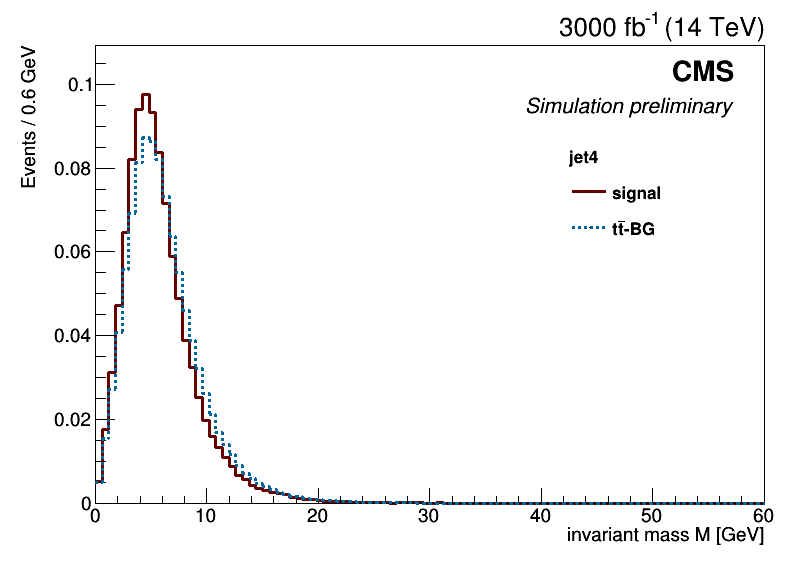 3000 fb⁻¹ (14 TeV)
Events / 0.6 GeV
CMS
Simulation preliminary
jet4
signal
tt̄-BG
0.1
0.08
0.06
0.04
0.02
0
0 10 20 30 40 50 60
invariant mass M [GeV]